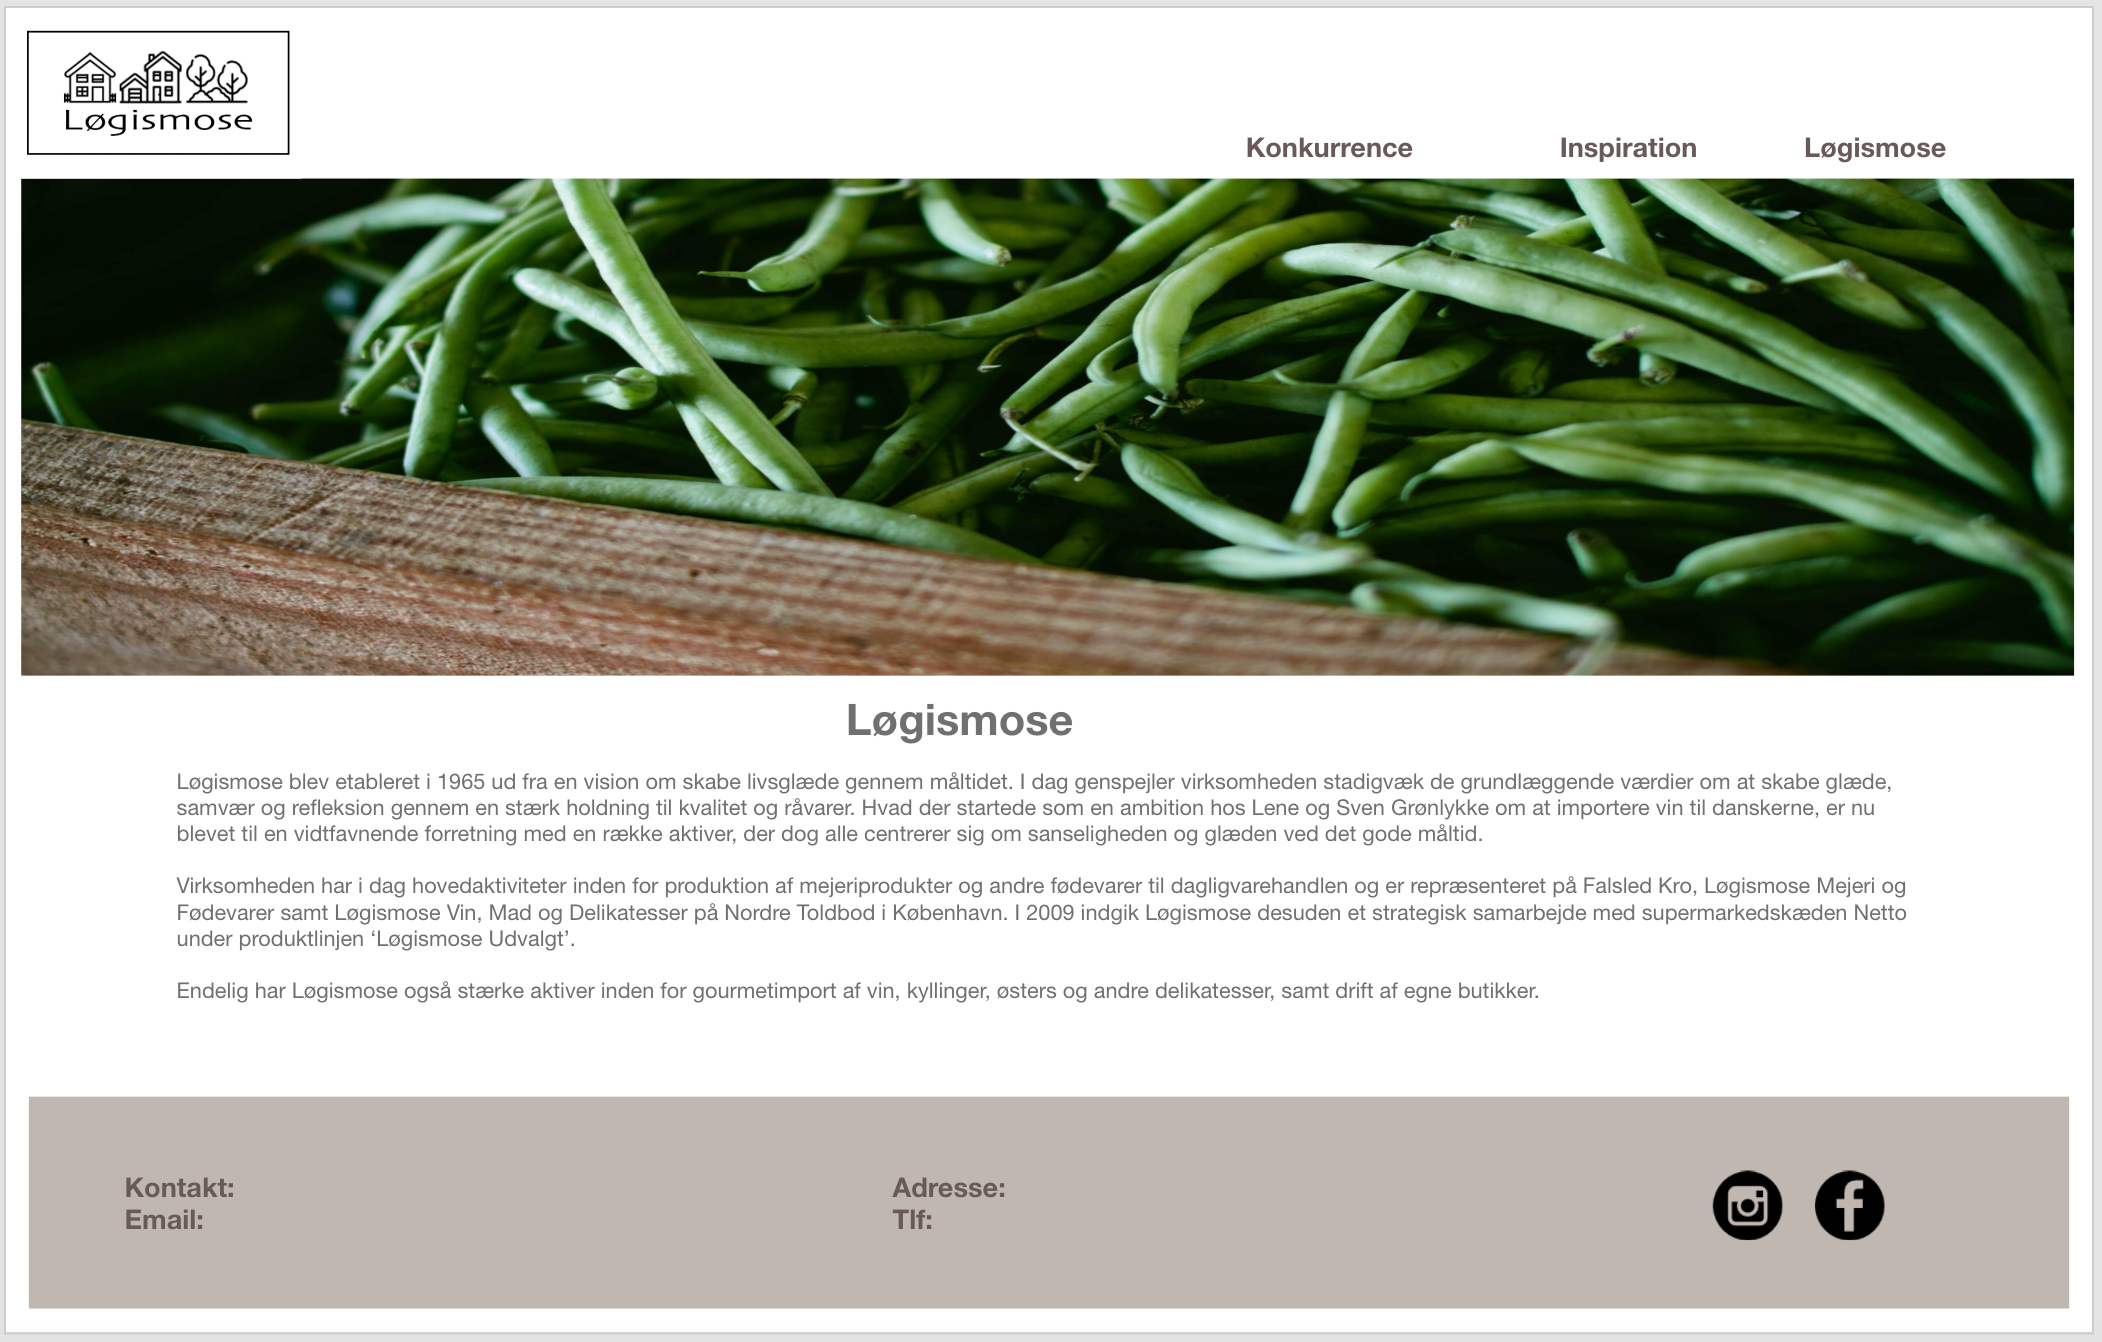 Løgismose
Konkurrence
Inspiration
Løgismose
Løgismose
Løgismose blev etableret i 1965 ud fra en vision om skabe livsglæde gennem måltidet. I dag genspejler virksomheden stadigvæk de grundlæggende værdier om at skabe glæde,
samvær og refleksion gennem en stærk holdning til kvalitet og råvarer. Hvad der startede som en ambition hos Lene og Sven Grønlykke om at importere vin til danskerne, er nu
blevet til en vidtfavnende forretning med en række aktiver, der dog alle centrerer sig om sanseligheden og glæden ved det gode måltid.
Virksomheden har i dag hovedaktiviteter inden for produktion af mejeriprodukter og andre fødevarer til dagligvarehandlen og er repræsenteret på Falsled Kro, Løgismose Mejeri og
Fødevarer samt Løgismose Vin, Mad og Delikatesser på Nordre Toldbod i København. I 2009 indgik Løgismose desuden et strategisk samarbejde med supermarkedskæden Netto
under produktlinjen ‘Løgismose Udvalgt’.
Endelig har Løgismose også stærke aktiver inden for gourmetimport af vin, kyllinger, østers og andre delikatesser, samt drift af egne butikker.
Kontakt:
Email:
Adresse:
Tlf: